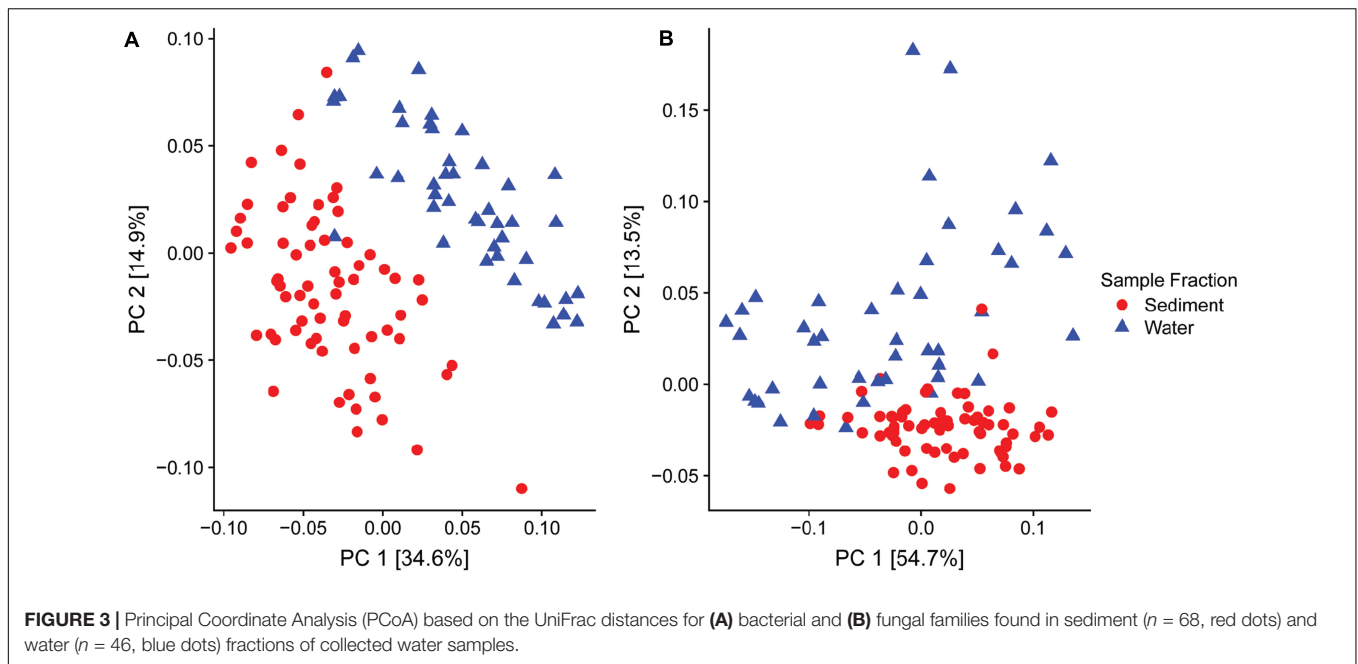 A
0.10
0.05
0.00
−0.05
−0.10
PC 2 [14.9%]
−0.10
−0.05
0.00
0.05
0.10
PC 1 [34.6%]
B
0.15
0.10
0.05
0.00
−0.05
PC 2 [13.5%]
−0.1
0.0
0.1
PC 1 [54.7%]
Sample Fraction
Sediment
Water
FIGURE 3 | Principal Coordinate Analysis (PCoA) based on the UniFrac distances for (A) bacterial and (B) fungal families found in sediment (n = 68, red dots) and
water (n = 46, blue dots) fractions of collected water samples.